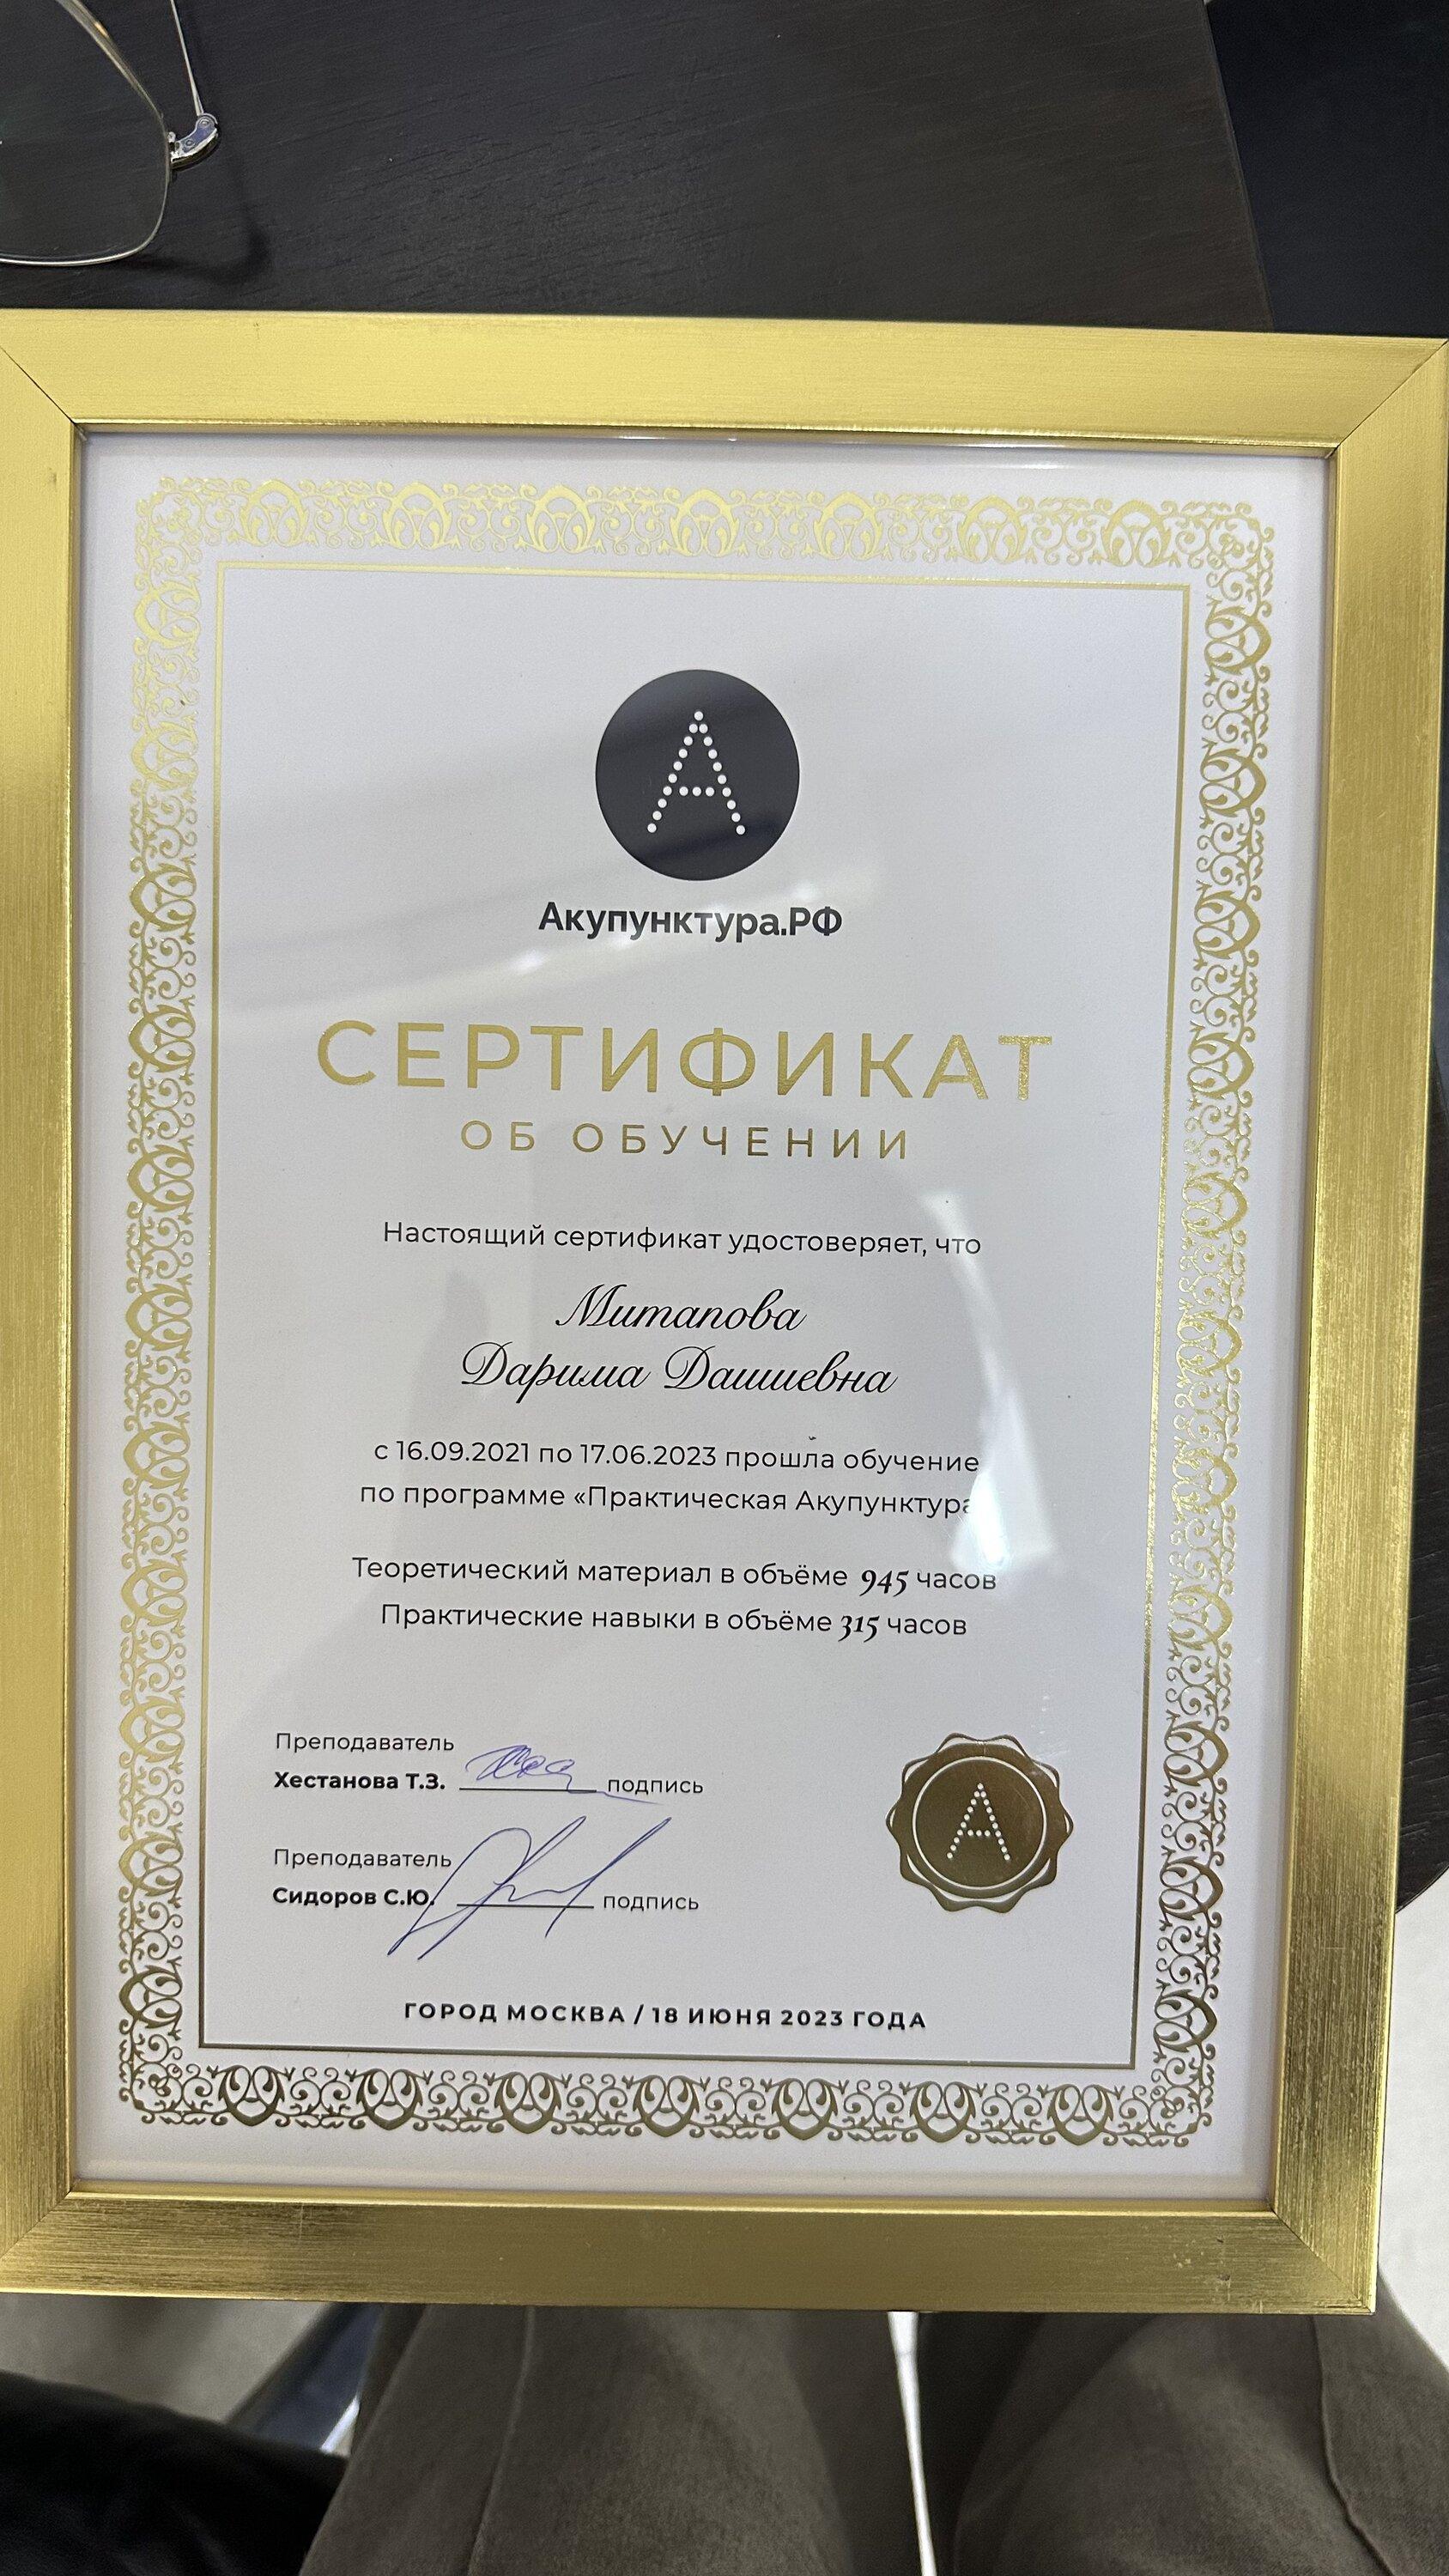 А
Акупунктура.РФ
СЕРТИФИКАТ
ОБ ОБУЧЕНИИ
Настоящий сертификат удостоверяет, что
Митапова
Дарима Дашиевна
с 16.09.2021 по 17.06.2023 прошла обучение
по программе «Практическая Акупунктура
Теоретический материал в объёме 945 часов
Практические навыки в объёме 315 часов
Преподаватель
Хестанова Т.З. подпись
Преподаватель
Сидоров С.Ю. подпись
А
ГОРОД МОСКВА / 18 ИЮНЯ 2023 ГОДА